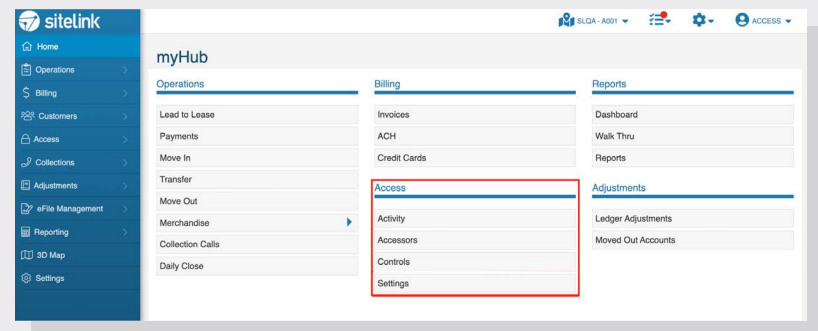 sitelink
SLQA - A001
ACCESS
Home
Operations
Billing
Customers
Access
Collections
Adjustments
eFile Management
Reporting
3D Map
Settings
myHub
Operations
Lead to Lease
Payments
Move In
Transfer
Move Out
Merchandise
Collection Calls
Daily Close
Billing
Invoices
ACH
Credit Cards
Access
Activity
Accessors
Controls
Settings
Reports
Dashboard
Walk Thru
Reports
Adjustments
Ledger Adjustments
Moved Out Accounts